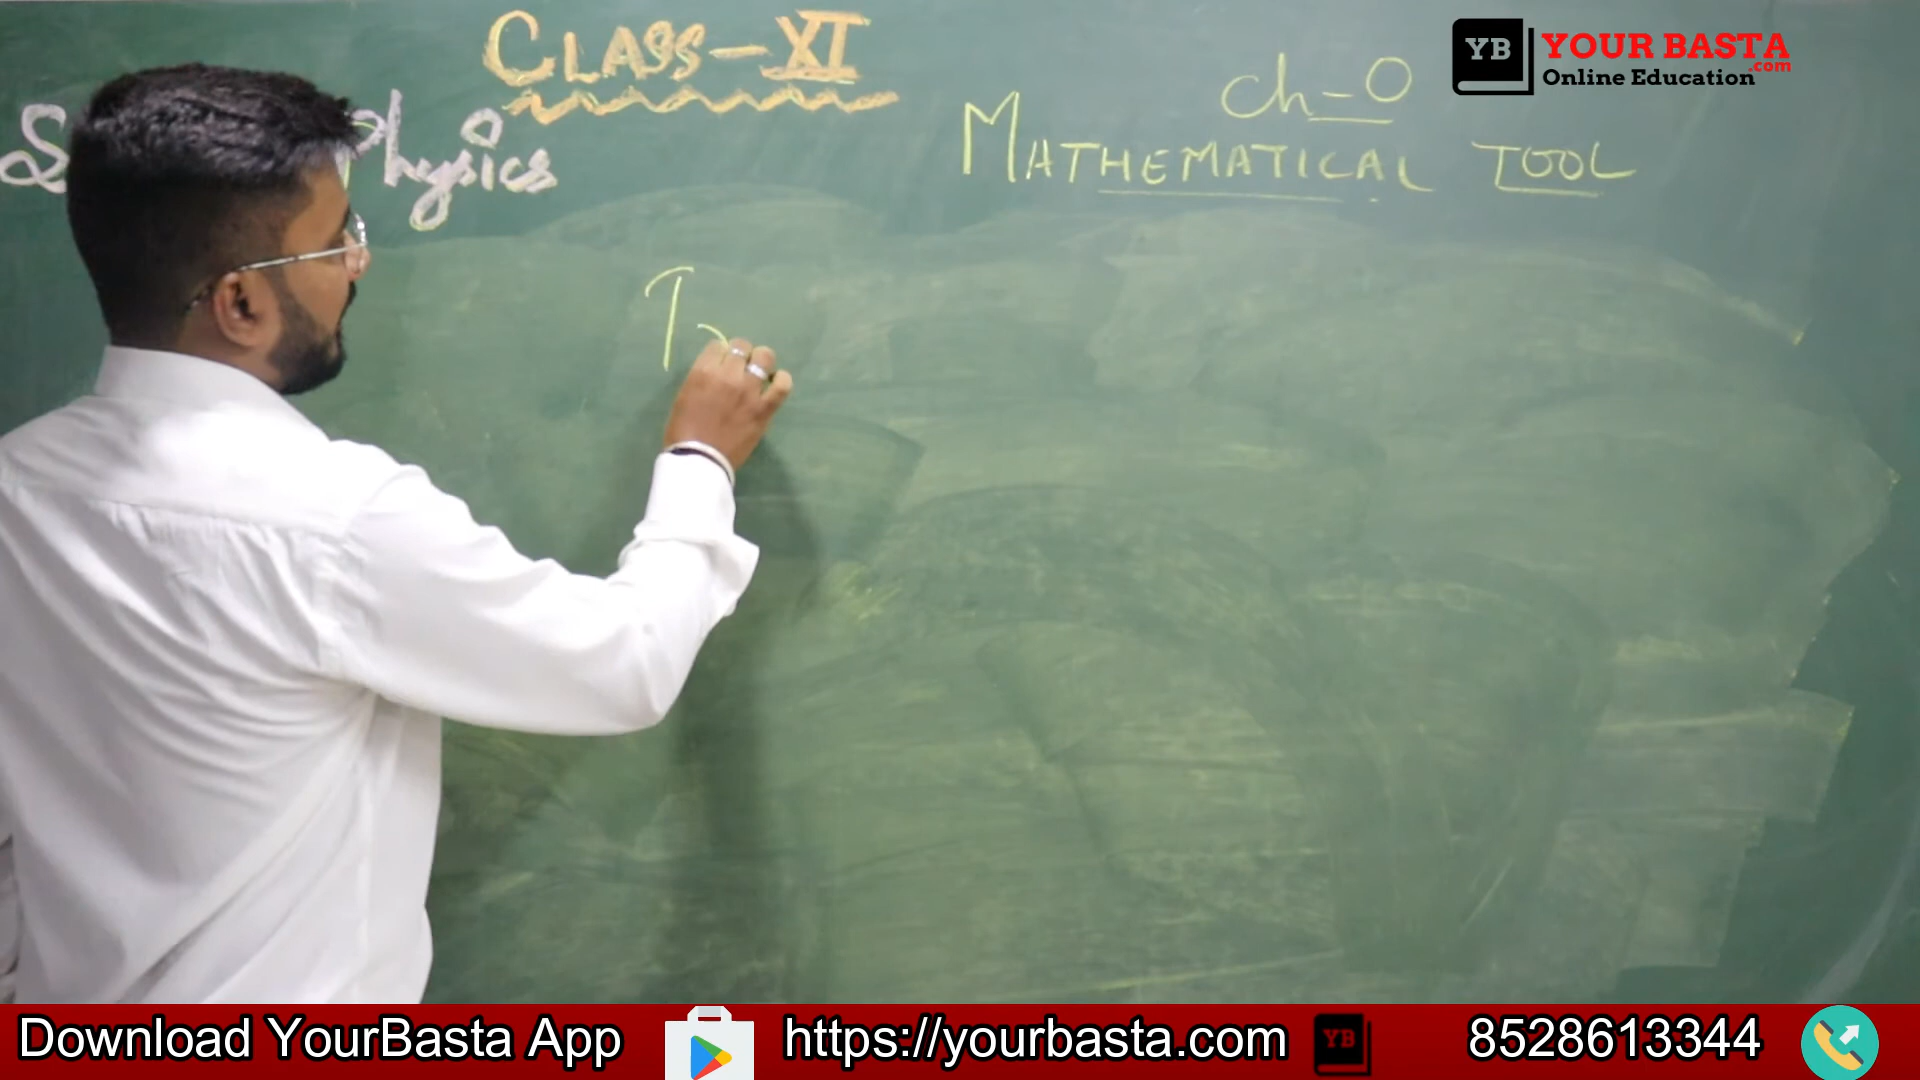 CLASS-XI
Physics
Ch-0
MATHEMATICAL TOOL
YB YOUR BASTA
.com
Online Education
Download YourBasta App https://yourbasta.com YB 8528613344